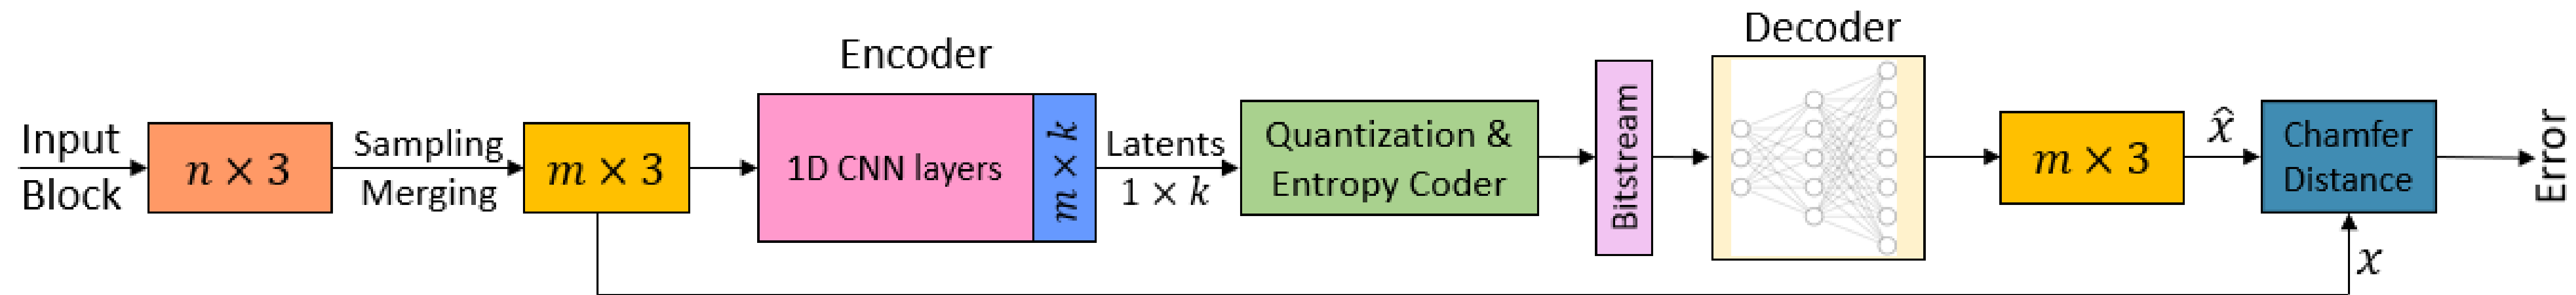 Input
Block
n × 3
Sampling
Merging
m × 3
Encoder
1D CNN layers
m × k
Latents
1 × k
Quantization &
Entropy Coder
Bitstream
Decoder
m × 3
x̂
Chamfer
Distance
x
Error